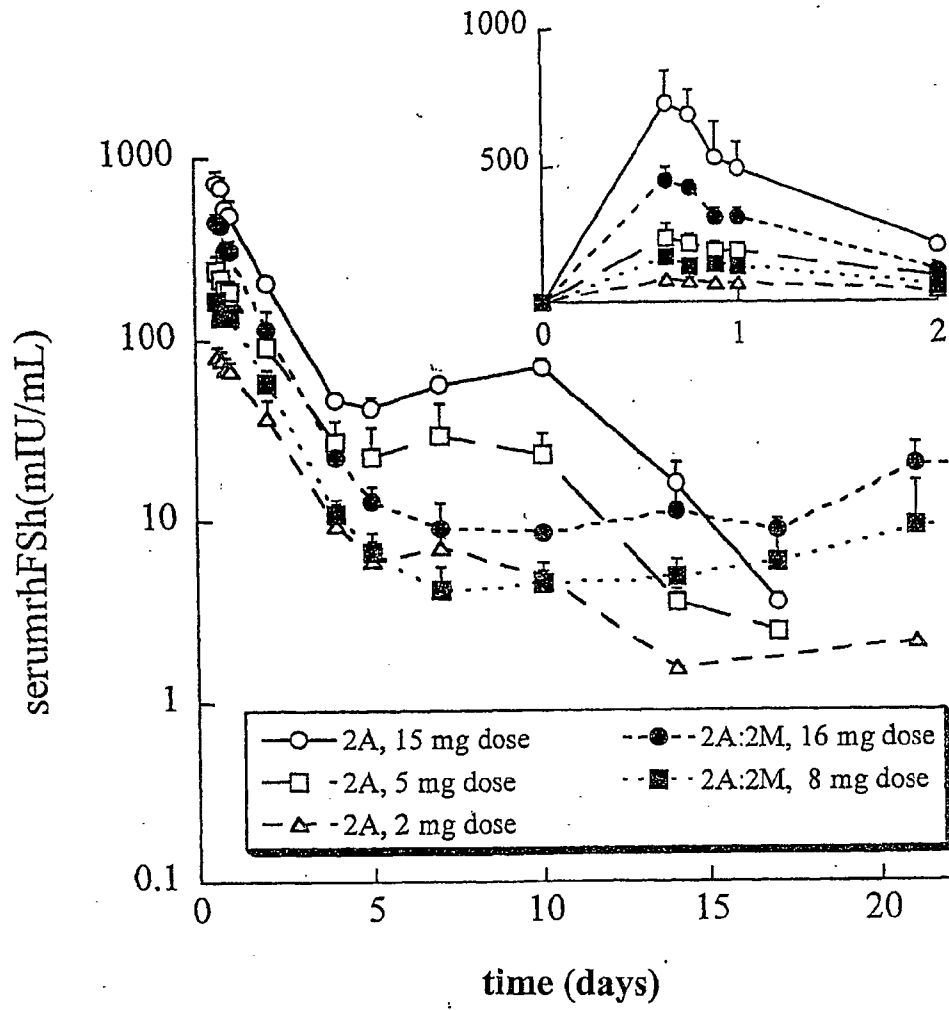 1000
500
0
1
2
1000
100
10
1
0.1
serumrhFSh(mIU/mL)
2A, 15 mg dose
2A, 5 mg dose
2A, 2 mg dose
2A:2M, 16 mg dose
2A:2M, 8 mg dose
0
5
10
15
20
time (days)